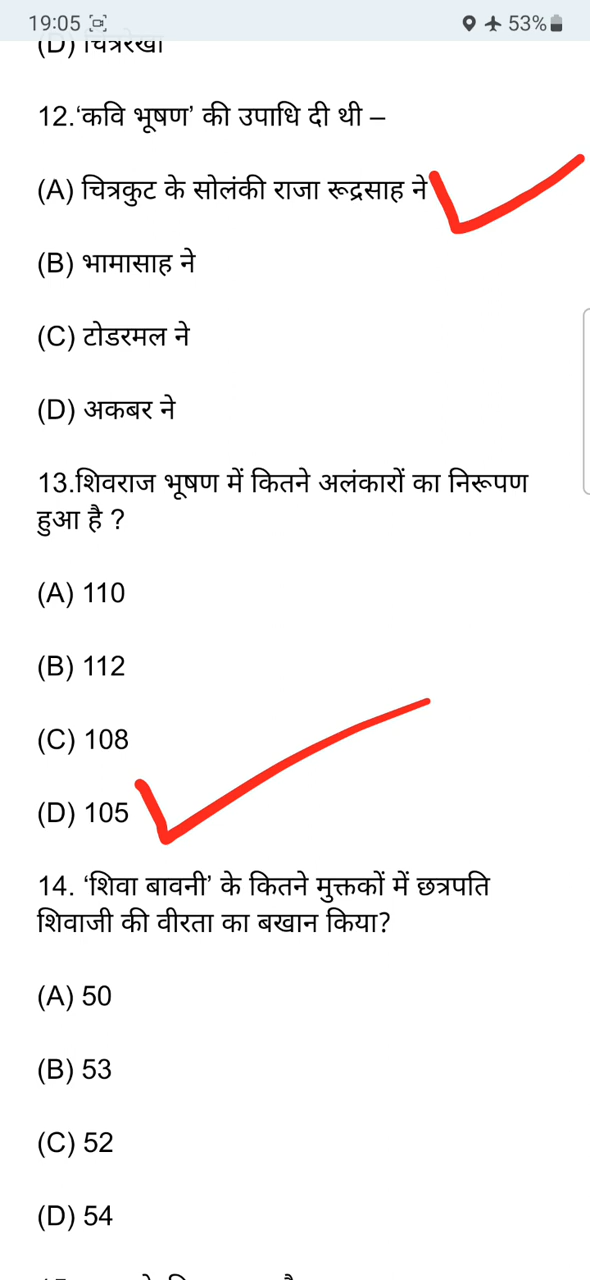 19:05 53%
(D) चित्ररेखा
12.‘कवि भूषण’ की उपाधि दी थी –
(A) चित्रकुट के सोलंकी राजा रूद्रसाह ने
(B) भामासाह ने
(C) टोडरमल ने
(D) अकबर ने
13.शिवराज भूषण में कितने अलंकारों का निरूपण
हुआ है ?
(A) 110
(B) 112
(C) 108
(D) 105
14. ‘शिवा बावनी’ के कितने मुक्तकों में छत्रपति
शिवाजी की वीरता का बखान किया?
(A) 50
(B) 53
(C) 52
(D) 54